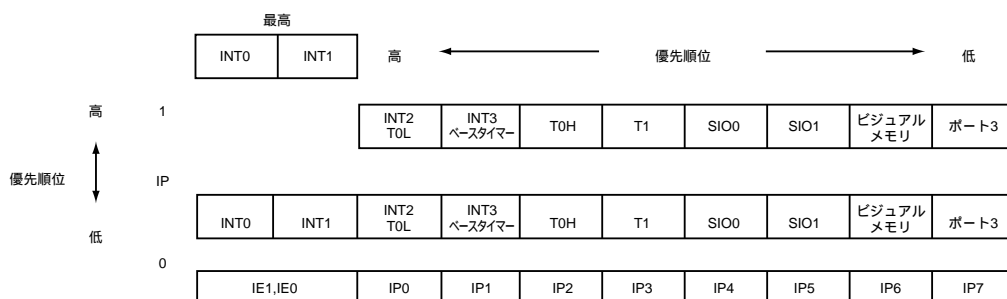 最高
INT0 INT1 高 優先順位 低
高 1
INT2 T0L INT3 ベースタイマー T0H T1 SIO0 SIO1 ビジュアルメモリ ポート3
優先順位 IP
低
INT0 INT1 INT2 T0L INT3 ベースタイマー T0H T1 SIO0 SIO1 ビジュアルメモリ ポート3
0
IE1,IE0 IP0 IP1 IP2 IP3 IP4 IP5 IP6 IP7